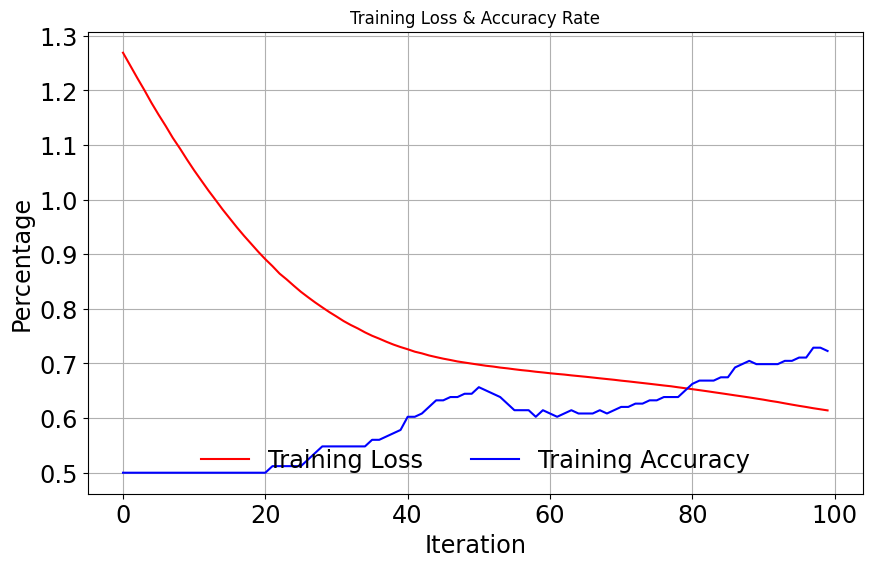 Training Loss & Accuracy Rate
1.3
1.2
1.1
1.0
0.9
0.8
0.7
0.6
0.5
Percentage
Training Loss Training Accuracy
0 20 40 60 80 100
Iteration